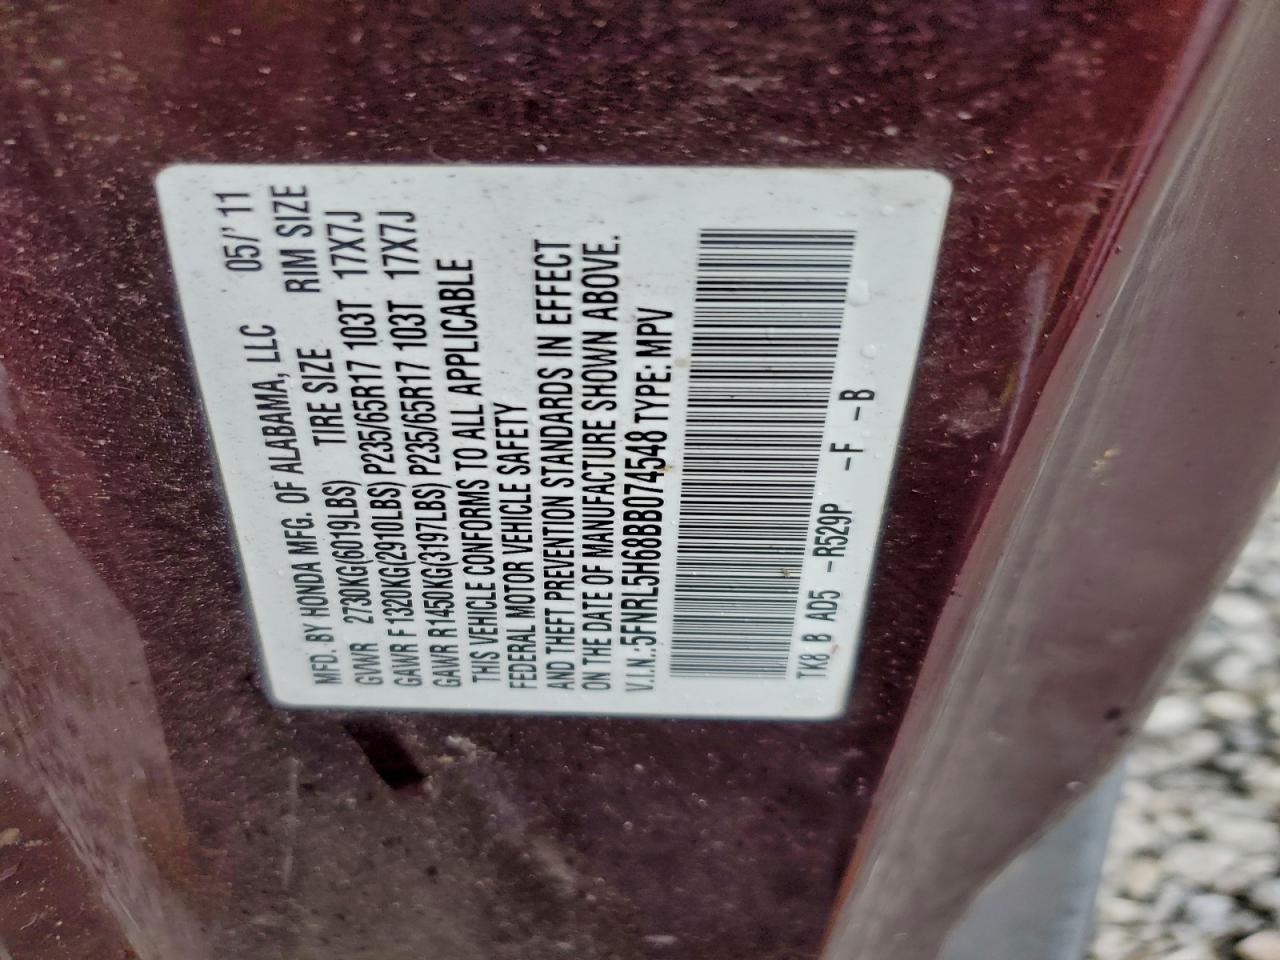 MFD. BY HONDA MFG. OF ALABAMA, LLC 05/' 11
GVWR 2730KG(6019LBS) TIRE SIZE RIM SIZE
GAWR F 1320KG(2910LBS) P235/65R17 103T 17X7J
GAWR R 1450KG(3197LBS) P235/65R17 103T 17X7J
THIS VEHICLE CONFORMS TO ALL APPLICABLE
FEDERAL MOTOR VEHICLE SAFETY
AND THEFT PREVENTION STANDARDS IN EFFECT
ON THE DATE OF MANUFACTURE SHOWN ABOVE.
V.I.N.:5FNRL5H68BB074548 TYPE: MPV
TK8 B AD5 -R529P -F -B